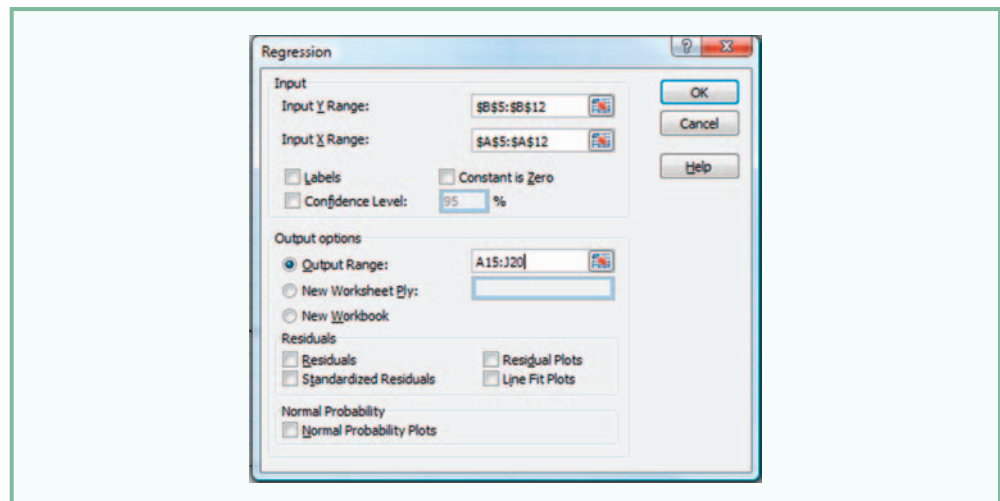 Regression
Input
Input Y Range:
$B$5:$B$12
OK
Input X Range:
$A$5:$A$12
Cancel
Help
Labels
Constant is Zero
Confidence Level:
95
%
Output options
Output Range:
A15:J20
New Worksheet Ply:
New Workbook
Residuals
Residuals
Residual Plots
Standardized Residuals
Line Fit Plots
Normal Probability
Normal Probability Plots